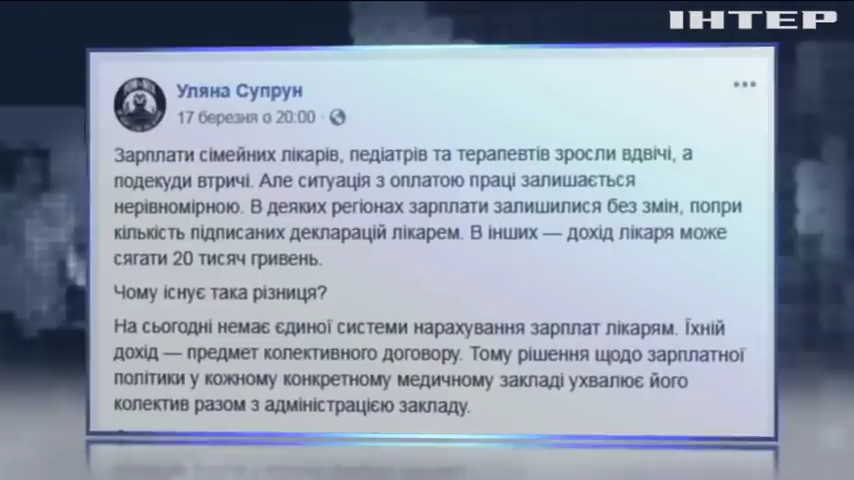 ІНТЕР
Уляна Супрун
17 березня о 20:00 ·
Зарплати сімейних лікарів, педіатрів та терапевтів зросли вдвічі, а
подекуди втричі. Але ситуація з оплатою праці залишається
нерівномірною. В деяких регіонах зарплати залишилися без змін, попри
кількість підписаних декларацій лікарем. В інших — дохід лікаря може
сягати 20 тисяч гривень.
Чому існує така різниця?
На сьогодні немає єдиної системи нарахування зарплат лікарям. Їхній
дохід — предмет колективного договору. Тому рішення щодо зарплатної
політики у кожному конкретному медичному закладі ухвалює його
колектив разом з адміністрацією закладу.